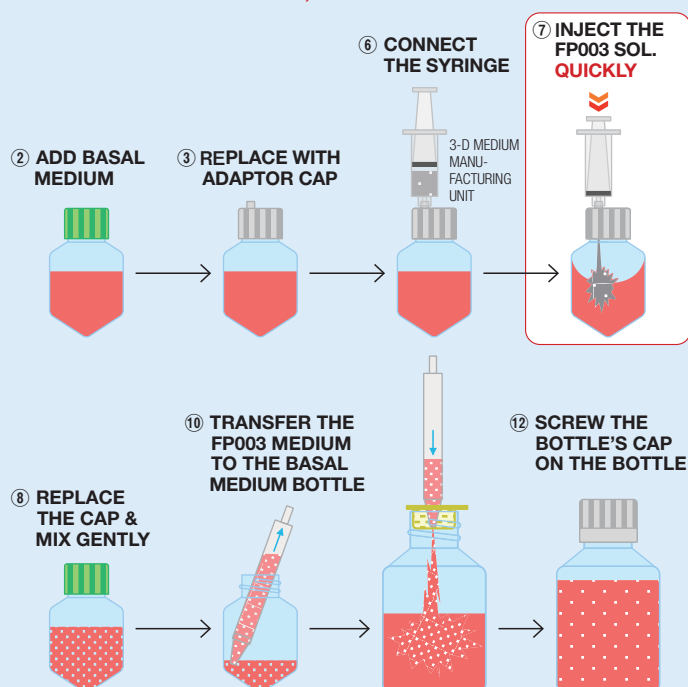 ⑥ CONNECT
THE SYRINGE
⑦ INJECT THE
FP003 SOL.
QUICKLY
② ADD BASAL
MEDIUM
③ REPLACE WITH
ADAPTOR CAP
3-D MEDIUM
MANU-
FACTURING
UNIT
⑧ REPLACE
THE CAP &
MIX GENTLY
⑩ TRANSFER THE
FP003 MEDIUM
TO THE BASAL
MEDIUM BOTTLE
⑫ SCREW THE
BOTTLE'S CAP
ON THE BOTTLE